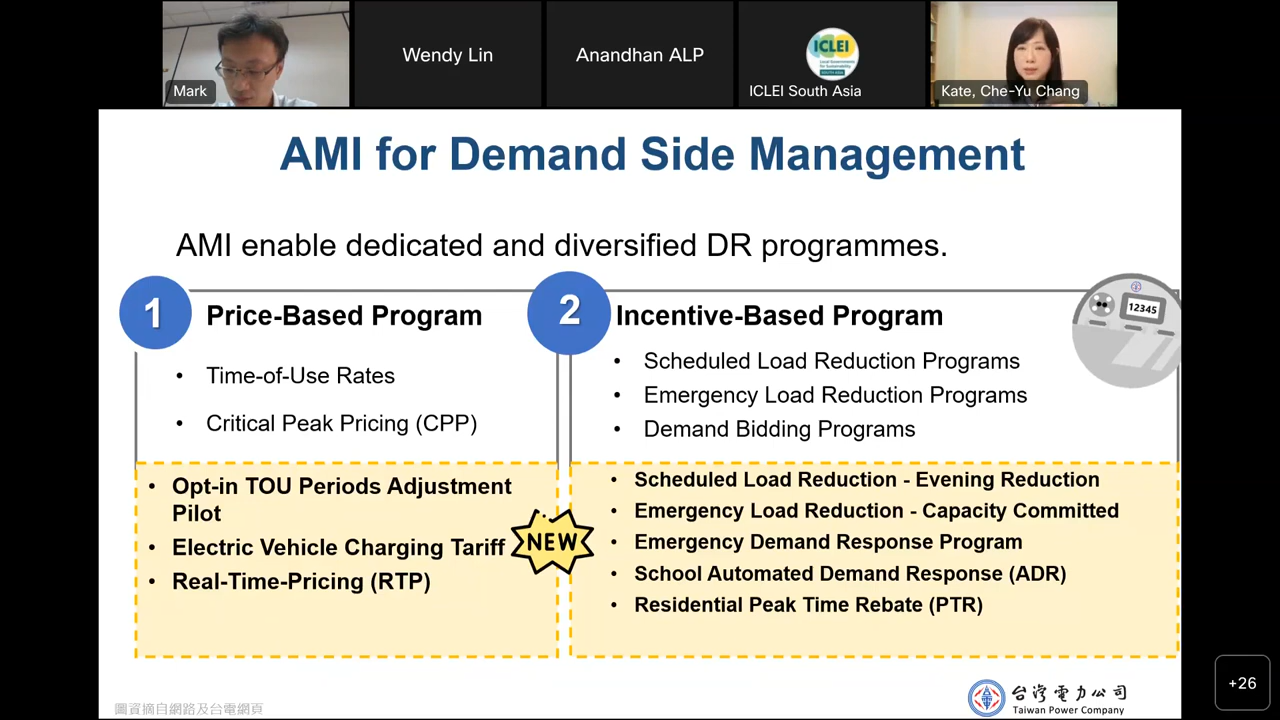 Mark
Wendy Lin
Anandhan ALP
ICLEI
ICLEI South Asia
Kate, Che-Yu Chang
AMI for Demand Side Management
AMI enable dedicated and diversified DR programmes.
1
Price-Based Program
• Time-of-Use Rates
• Critical Peak Pricing (CPP)
• Opt-in TOU Periods Adjustment
Pilot
• Electric Vehicle Charging Tariff
• Real-Time-Pricing (RTP)
NEW
2
Incentive-Based Program
12345
• Scheduled Load Reduction Programs
• Emergency Load Reduction Programs
• Demand Bidding Programs
• Scheduled Load Reduction - Evening Reduction
• Emergency Load Reduction - Capacity Committed
• Emergency Demand Response Program
• School Automated Demand Response (ADR)
• Residential Peak Time Rebate (PTR)
圖資摘自網路及台電網頁
台灣電力公司
Taiwan Power Company
+26